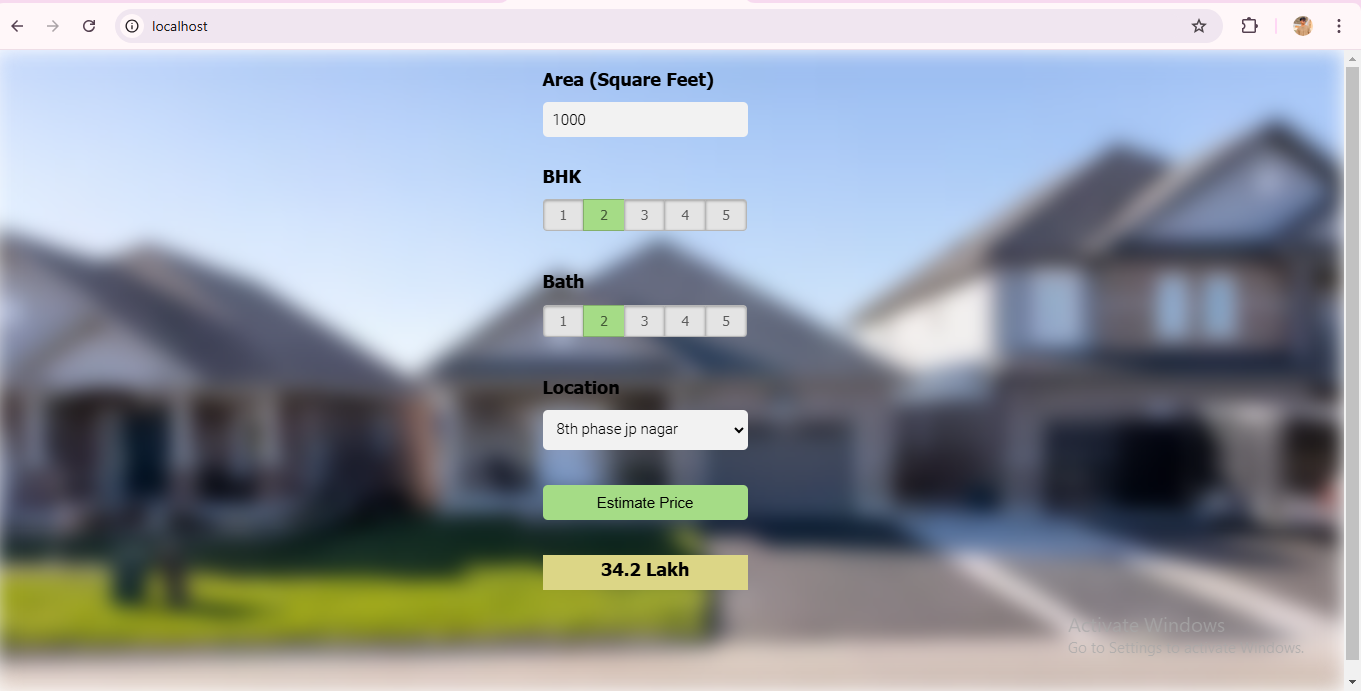 localhost
Area (Square Feet)
1000
BHK
1 2 3 4 5
Bath
1 2 3 4 5
Location
8th phase jp nagar
Estimate Price
34.2 Lakh
Activate Windows
Go to Settings to activate Windows.